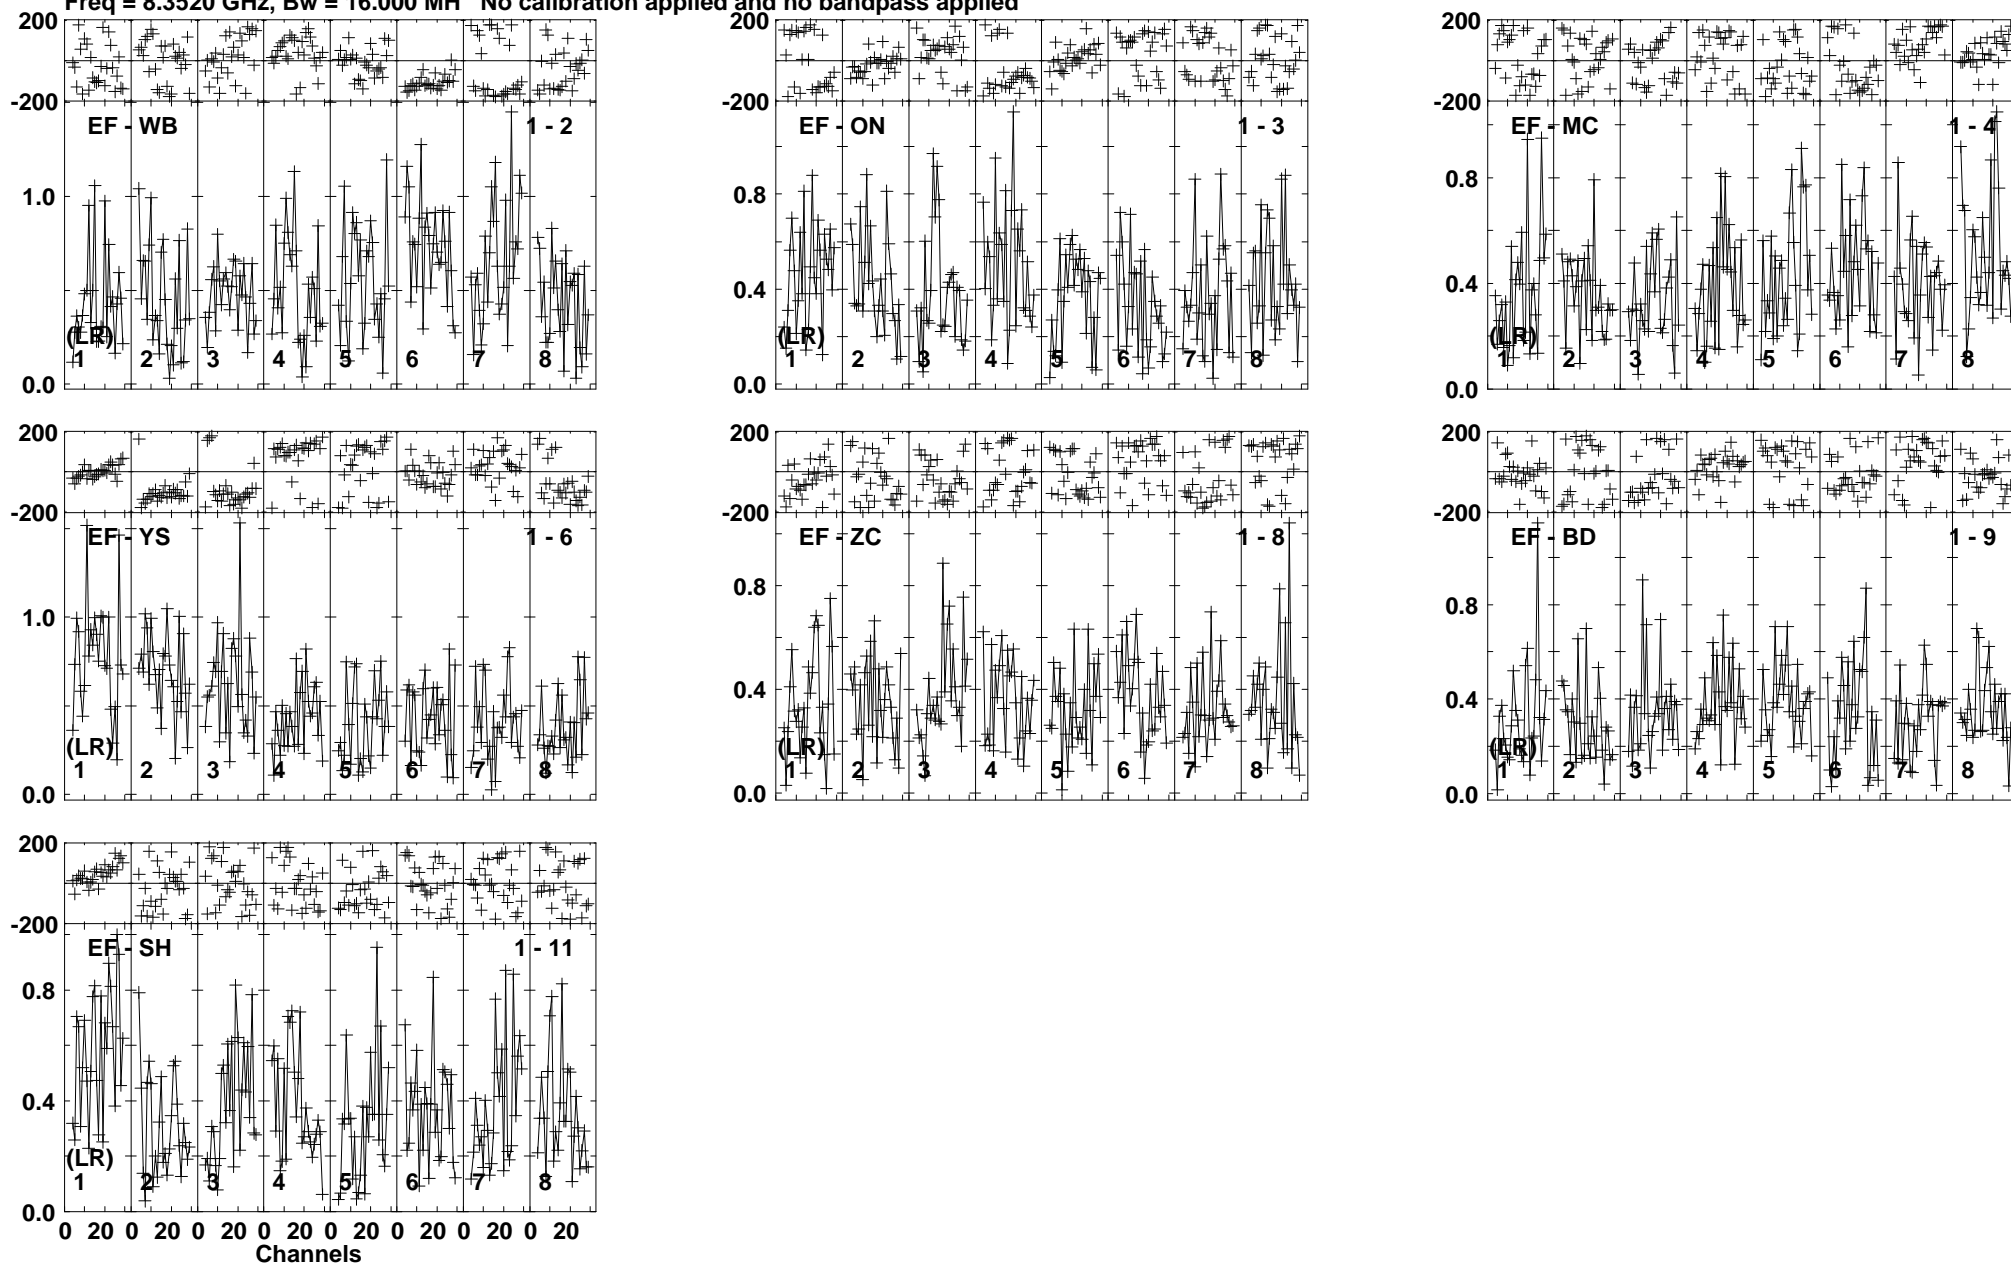 Freq = 8.3520 GHz, Bw = 16.000 MH No calibration applied and no bandpass applied
200
-200
EF - WB 1 - 2
1.0
(LR)
1 2 3 4 5 6 7 8
0.0
200
-200
EF - ON 1 - 3
0.8
0.4
(LR)
1 2 3 4 5 6 7 8
0.0
200
-200
EF - MC 1 - 4
0.8
0.4
(LR)
1 2 3 4 5 6 7 8
0.0
200
-200
EF - YS 1 - 6
1.0
(LR)
1 2 3 4 5 6 7 8
0.0
200
-200
EF - ZC 1 - 8
0.8
0.4
(LR)
1 2 3 4 5 6 7 8
0.0
200
-200
EF - BD 1 - 9
0.8
0.4
(LR)
1 2 3 4 5 6 7 8
0.0
200
-200
EF - SH 1 - 11
0.8
0.4
(LR)
1 2 3 4 5 6 7 8
0.0
0 20 0 20 0 20 0 20 0 20 0 20 0 20 0 20
Channels